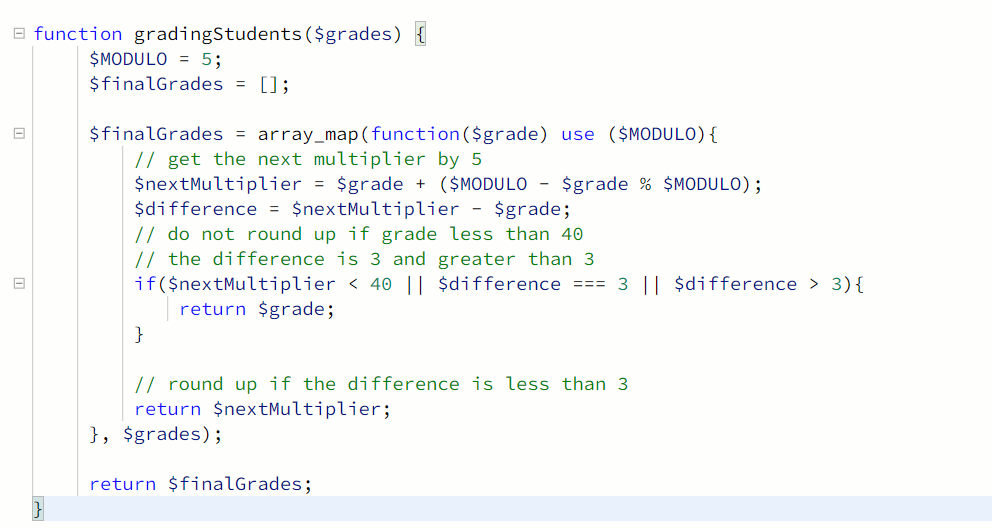 function gradingStudents($grades) {
$MODULO = 5;
$finalGrades = [];
$finalGrades = array_map(function($grade) use ($MODULO){
// get the next multiplier by 5
$nextMultiplier = $grade + ($MODULO - $grade % $MODULO);
$difference = $nextMultiplier - $grade;
// do not round up if grade less than 40
// the difference is 3 and greater than 3
if($nextMultiplier < 40 || $difference === 3 || $difference > 3){
return $grade;
}
// round up if the difference is less than 3
return $nextMultiplier;
}, $grades);
return $finalGrades;
}